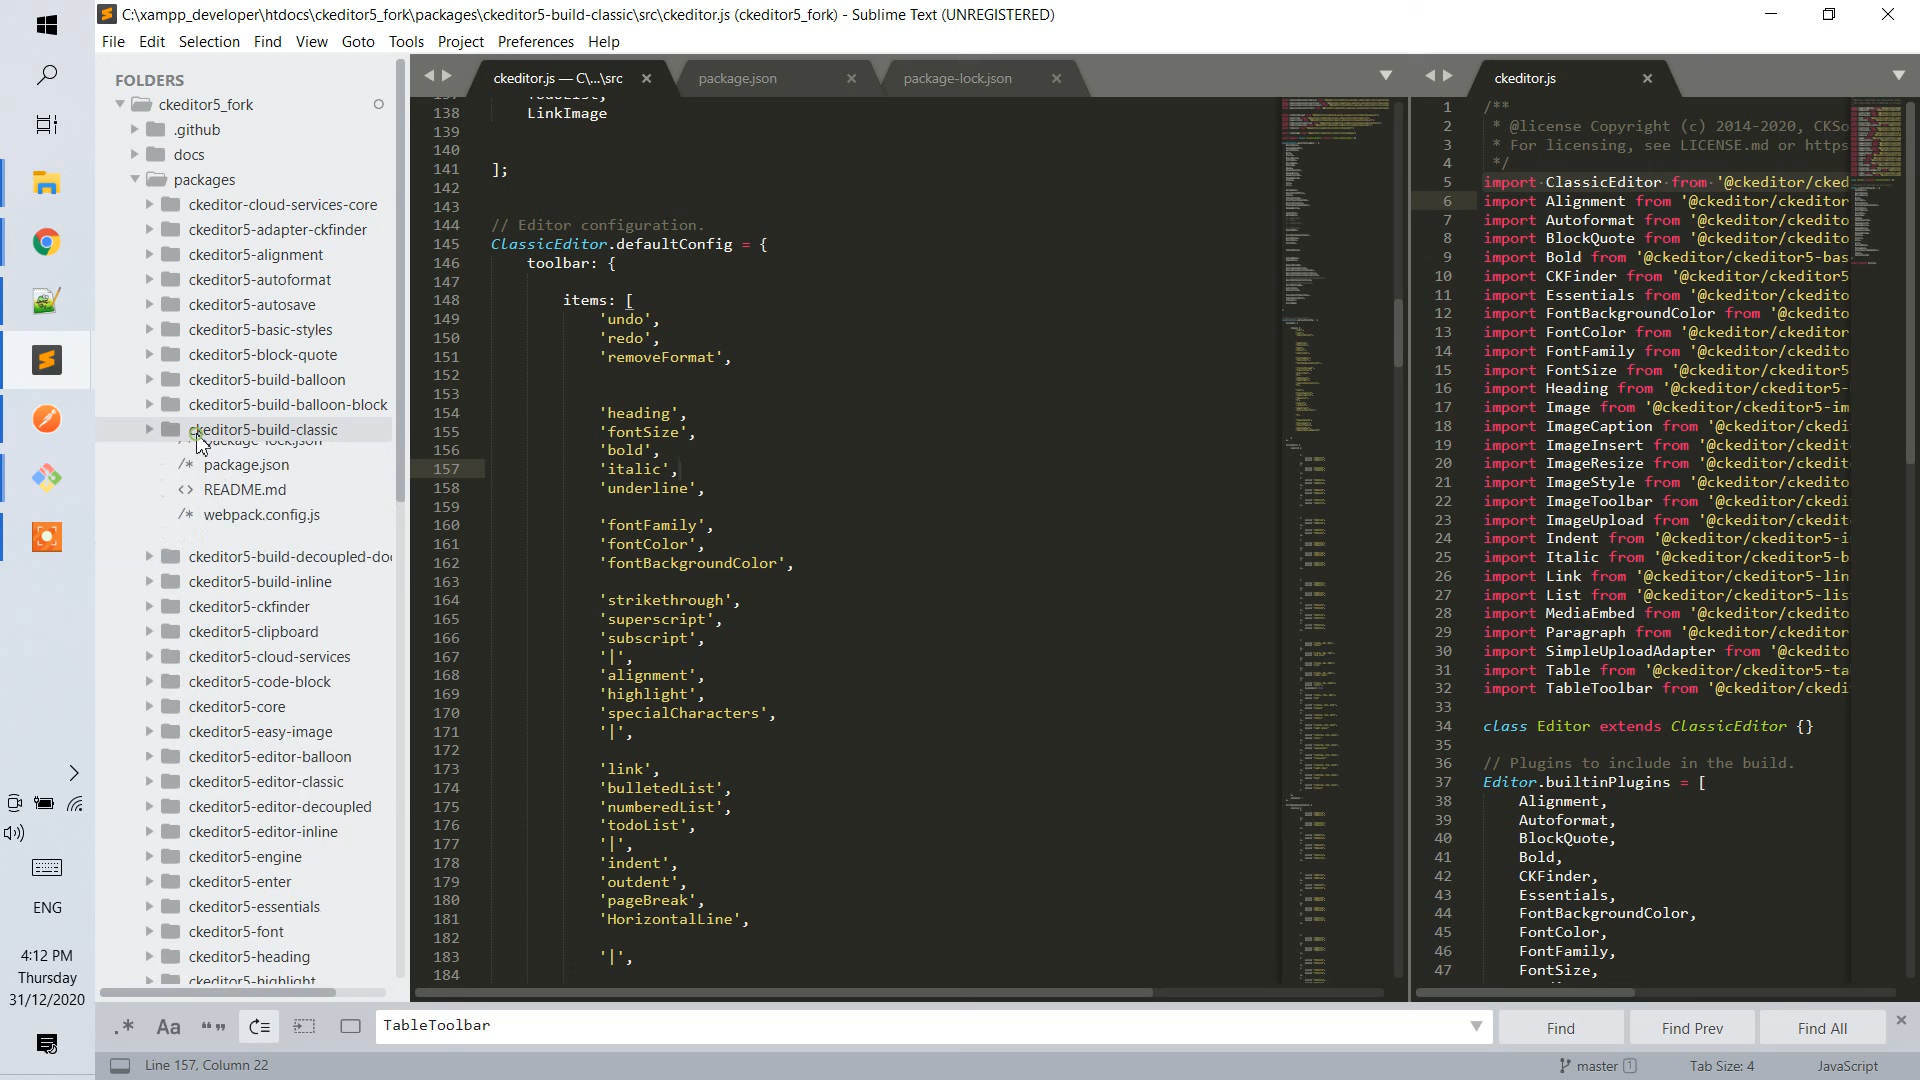 C:\xampp_developer\htdocs\ckeditor5_fork\packages\ckeditor5-build-classic\src\ckeditor.js (ckeditor5_fork) - Sublime Text (UNREGISTERED)
File Edit Selection Find View Goto Tools Project Preferences Help
FOLDERS
ckeditor5_fork
.github
docs
packages
ckeditor-cloud-services-core
ckeditor5-adapter-ckfinder
ckeditor5-alignment
ckeditor5-autoformat
ckeditor5-autosave
ckeditor5-basic-styles
ckeditor5-block-quote
ckeditor5-build-balloon
ckeditor5-build-balloon-block
ckeditor5-build-classic
package-lock.json
/* package.json
<> README.md
/* webpack.config.js
ckeditor5-build-decoupled-do
ckeditor5-build-inline
ckeditor5-ckfinder
ckeditor5-clipboard
ckeditor5-cloud-services
ckeditor5-code-block
ckeditor5-core
ckeditor5-easy-image
ckeditor5-editor-balloon
ckeditor5-editor-classic
ckeditor5-editor-decoupled
ckeditor5-editor-inline
ckeditor5-engine
ckeditor5-enter
ckeditor5-essentials
ckeditor5-font
ckeditor5-heading
ckeditor5-highlight
ckeditor.js — C\...\src
package.json
package-lock.json
137 TodoList,
138 LinkImage
139
140
141 ];
142
143
144 // Editor configuration.
145 ClassicEditor.defaultConfig = {
146 toolbar: {
147
148 items: [
149 'undo',
150 'redo',
151 'removeFormat',
152
153
154 'heading',
155 'fontSize',
156 'bold',
157 'italic',
158 'underline',
159
160 'fontFamily',
161 'fontColor',
162 'fontBackgroundColor',
163
164 'strikethrough',
165 'superscript',
166 'subscript',
167 '|',
168 'alignment',
169 'highlight',
170 'specialCharacters',
171 '|',
172
173 'link',
174 'bulletedList',
175 'numberedList',
176 'todoList',
177 '|',
178 'indent',
179 'outdent',
180 'pageBreak',
181 'HorizontalLine',
182
183 '|',
184
ckeditor.js
1 /**
2 * @license Copyright (c) 2014-2020, CKSo
3 * For licensing, see LICENSE.md or https
4 */
5 import ClassicEditor from '@ckeditor/cked
6 import Alignment from '@ckeditor/ckeditor
7 import Autoformat from '@ckeditor/ckedito
8 import BlockQuote from '@ckeditor/ckedito
9 import Bold from '@ckeditor/ckeditor5-bas
10 import CKFinder from '@ckeditor/ckeditor5
11 import Essentials from '@ckeditor/ckedito
12 import FontBackgroundColor from '@ckedito
13 import FontColor from '@ckeditor/ckeditor
14 import FontFamily from '@ckeditor/ckedito
15 import FontSize from '@ckeditor/ckeditor5
16 import Heading from '@ckeditor/ckeditor5-
17 import Image from '@ckeditor/ckeditor5-im
18 import ImageCaption from '@ckeditor/ckedi
19 import ImageInsert from '@ckeditor/ckedit
20 import ImageResize from '@ckeditor/ckedit
21 import ImageStyle from '@ckeditor/ckedito
22 import ImageToolbar from '@ckeditor/ckedi
23 import ImageUpload from '@ckeditor/ckedit
24 import Indent from '@ckeditor/ckeditor5-i
25 import Italic from '@ckeditor/ckeditor5-b
26 import Link from '@ckeditor/ckeditor5-lin
27 import List from '@ckeditor/ckeditor5-lis
28 import MediaEmbed from '@ckeditor/ckedito
29 import Paragraph from '@ckeditor/ckeditor
30 import SimpleUploadAdapter from '@ckedito
31 import Table from '@ckeditor/ckeditor5-ta
32 import TableToolbar from '@ckeditor/ckedi
33
34 class Editor extends ClassicEditor {}
35
36 // Plugins to include in the build.
37 Editor.builtinPlugins = [
38 Alignment,
39 Autoformat,
40 BlockQuote,
41 Bold,
42 CKFinder,
43 Essentials,
44 FontBackgroundColor,
45 FontColor,
46 FontFamily,
47 FontSize,
ENG
4:12 PM
Thursday
31/12/2020
.* Aa “”
TableToolbar
Find
Find Prev
Find All
Line 157, Column 22
master 1
Tab Size: 4
JavaScript